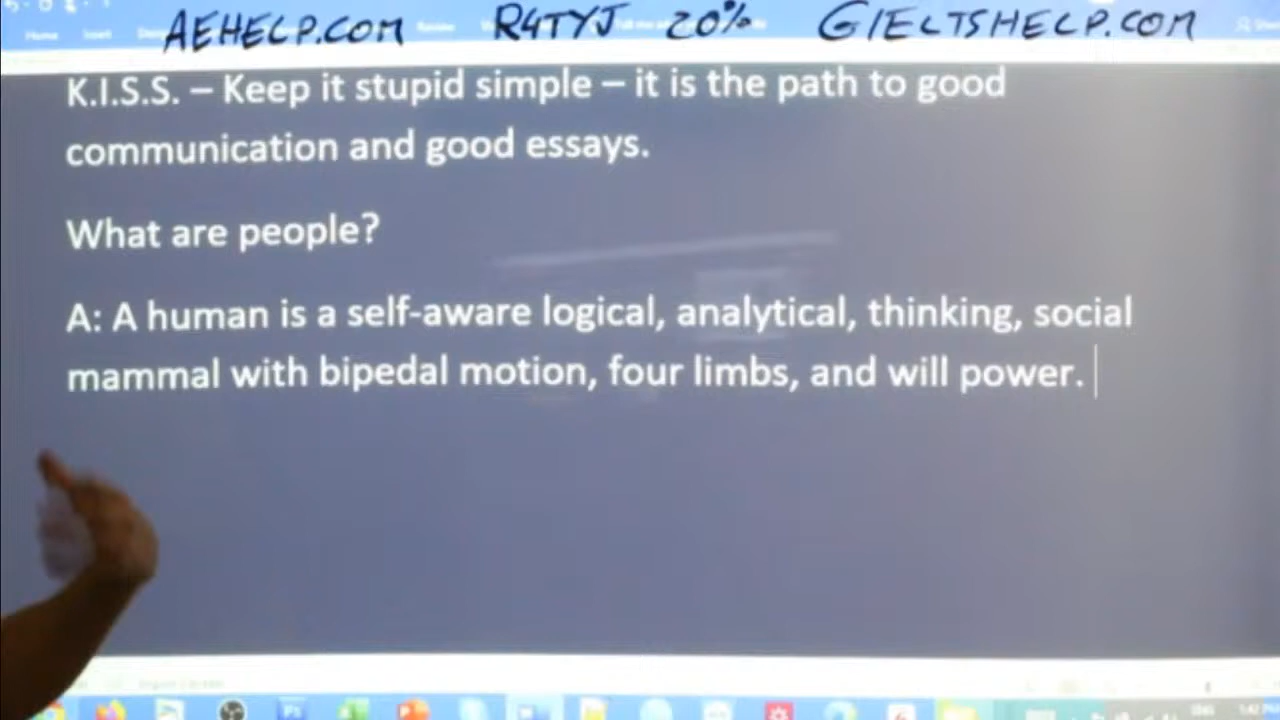 AEHELP.COM R4TYJ 20% GIELTSHELP.COM
Home Insert
K.I.S.S. – Keep it stupid simple – it is the path to good
communication and good essays.
What are people?
A: A human is a self-aware logical, analytical, thinking, social
mammal with bipedal motion, four limbs, and will power.